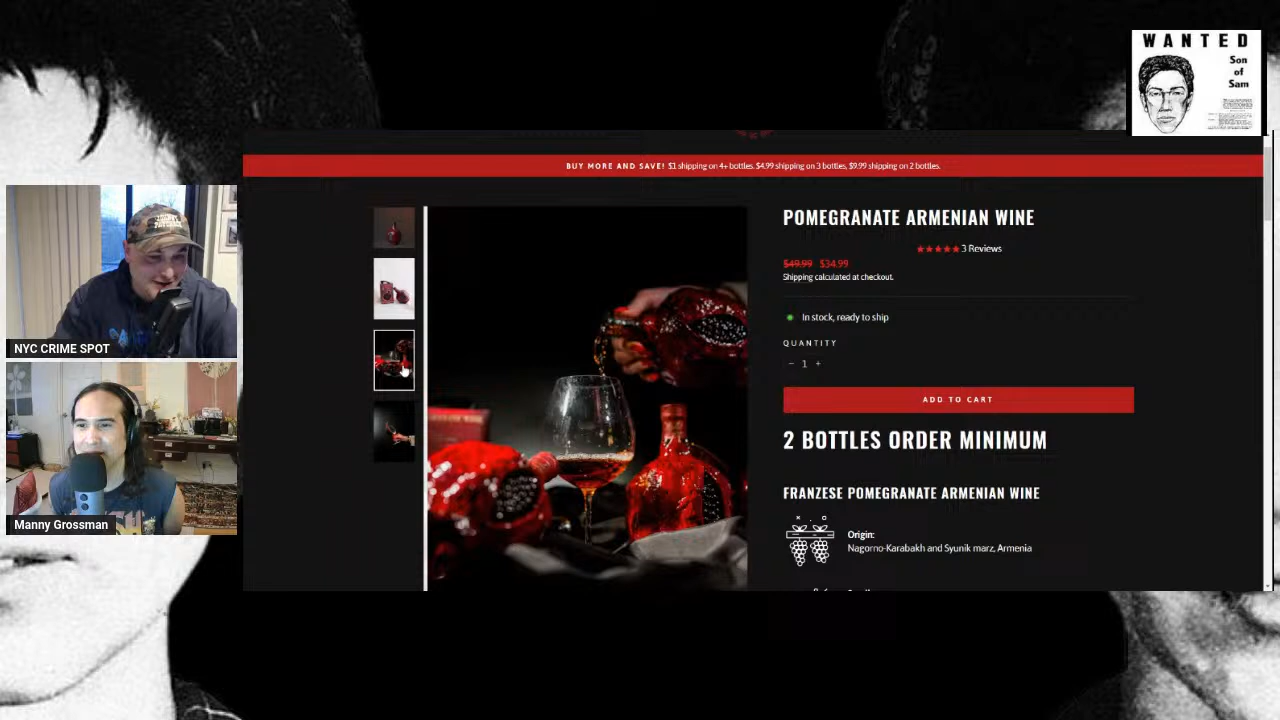 WANTED
Son
of
Sam
BUY MORE AND SAVE! $1 shipping on 4+ bottles. $4.99 shipping on 3 bottles, $9.99 shipping on 2 bottles.
POMEGRANATE ARMENIAN WINE
★★★★★ 3 Reviews
$49.99 $34.99
Shipping calculated at checkout.
In stock, ready to ship
QUANTITY
− 1 +
ADD TO CART
2 BOTTLES ORDER MINIMUM
FRANZESE POMEGRANATE ARMENIAN WINE
Origin:
Nagorno-Karabakh and Syunik marz, Armenia
NYC CRIME SPOT
Manny Grossman